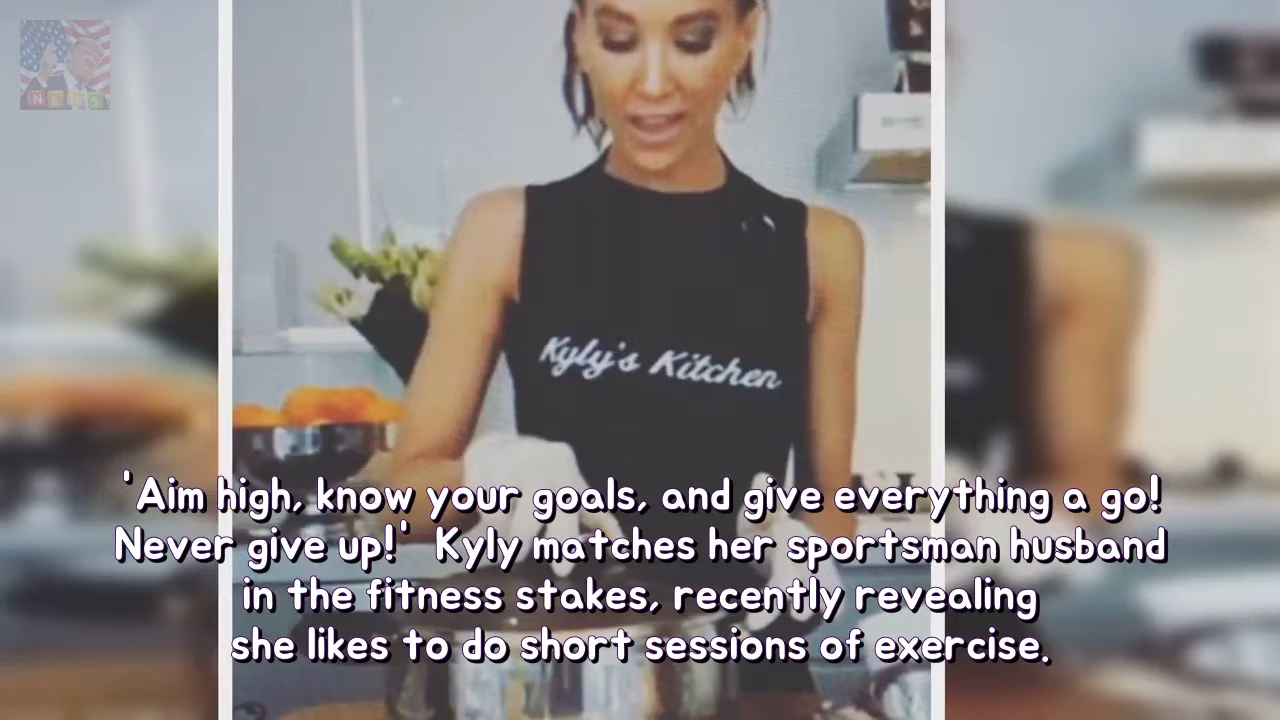 NEWS
Kyly's Kitchen
'Aim high, know your goals, and give everything a go!
Never give up!' Kyly matches her sportsman husband
in the fitness stakes, recently revealing
she likes to do short sessions of exercise.